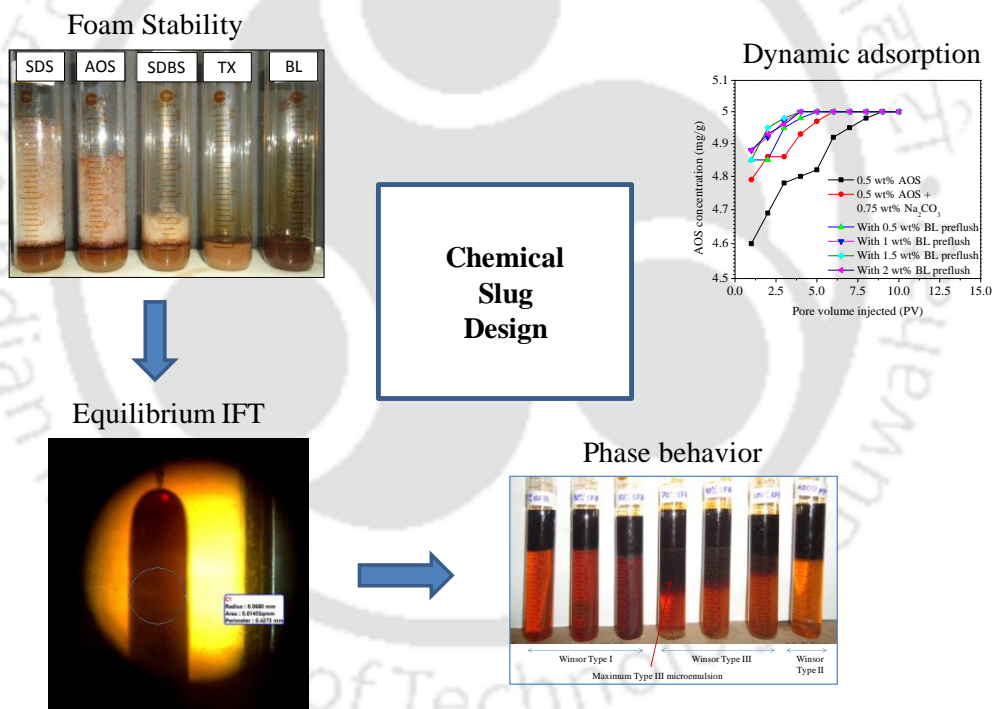 Foam Stability
SDS AOS SDBS TX BL
Dynamic adsorption
5.1
5
4.9
4.8
4.7
4.6
4.5
AOS concentration (mg/g)
0.5 wt% AOS
0.5 wt% AOS +
0.75 wt% Na₂CO₃
With 0.5 wt% BL preflush
With 1 wt% BL preflush
With 1.5 wt% BL preflush
With 2 wt% BL preflush
0.0 2.5 5.0 7.5 10.0 12.5 15.0
Pore volume injected (PV)
Chemical
Slug
Design
Equilibrium IFT
C1
Radius : 0.0680 mm
Area : 0.0145Sqmm
Perimeter : 0.4273 mm
Phase behavior
Winsor Type I Winsor Type III Winsor
Type II
Maximum Type III microemulsion
of Techno
uwaha